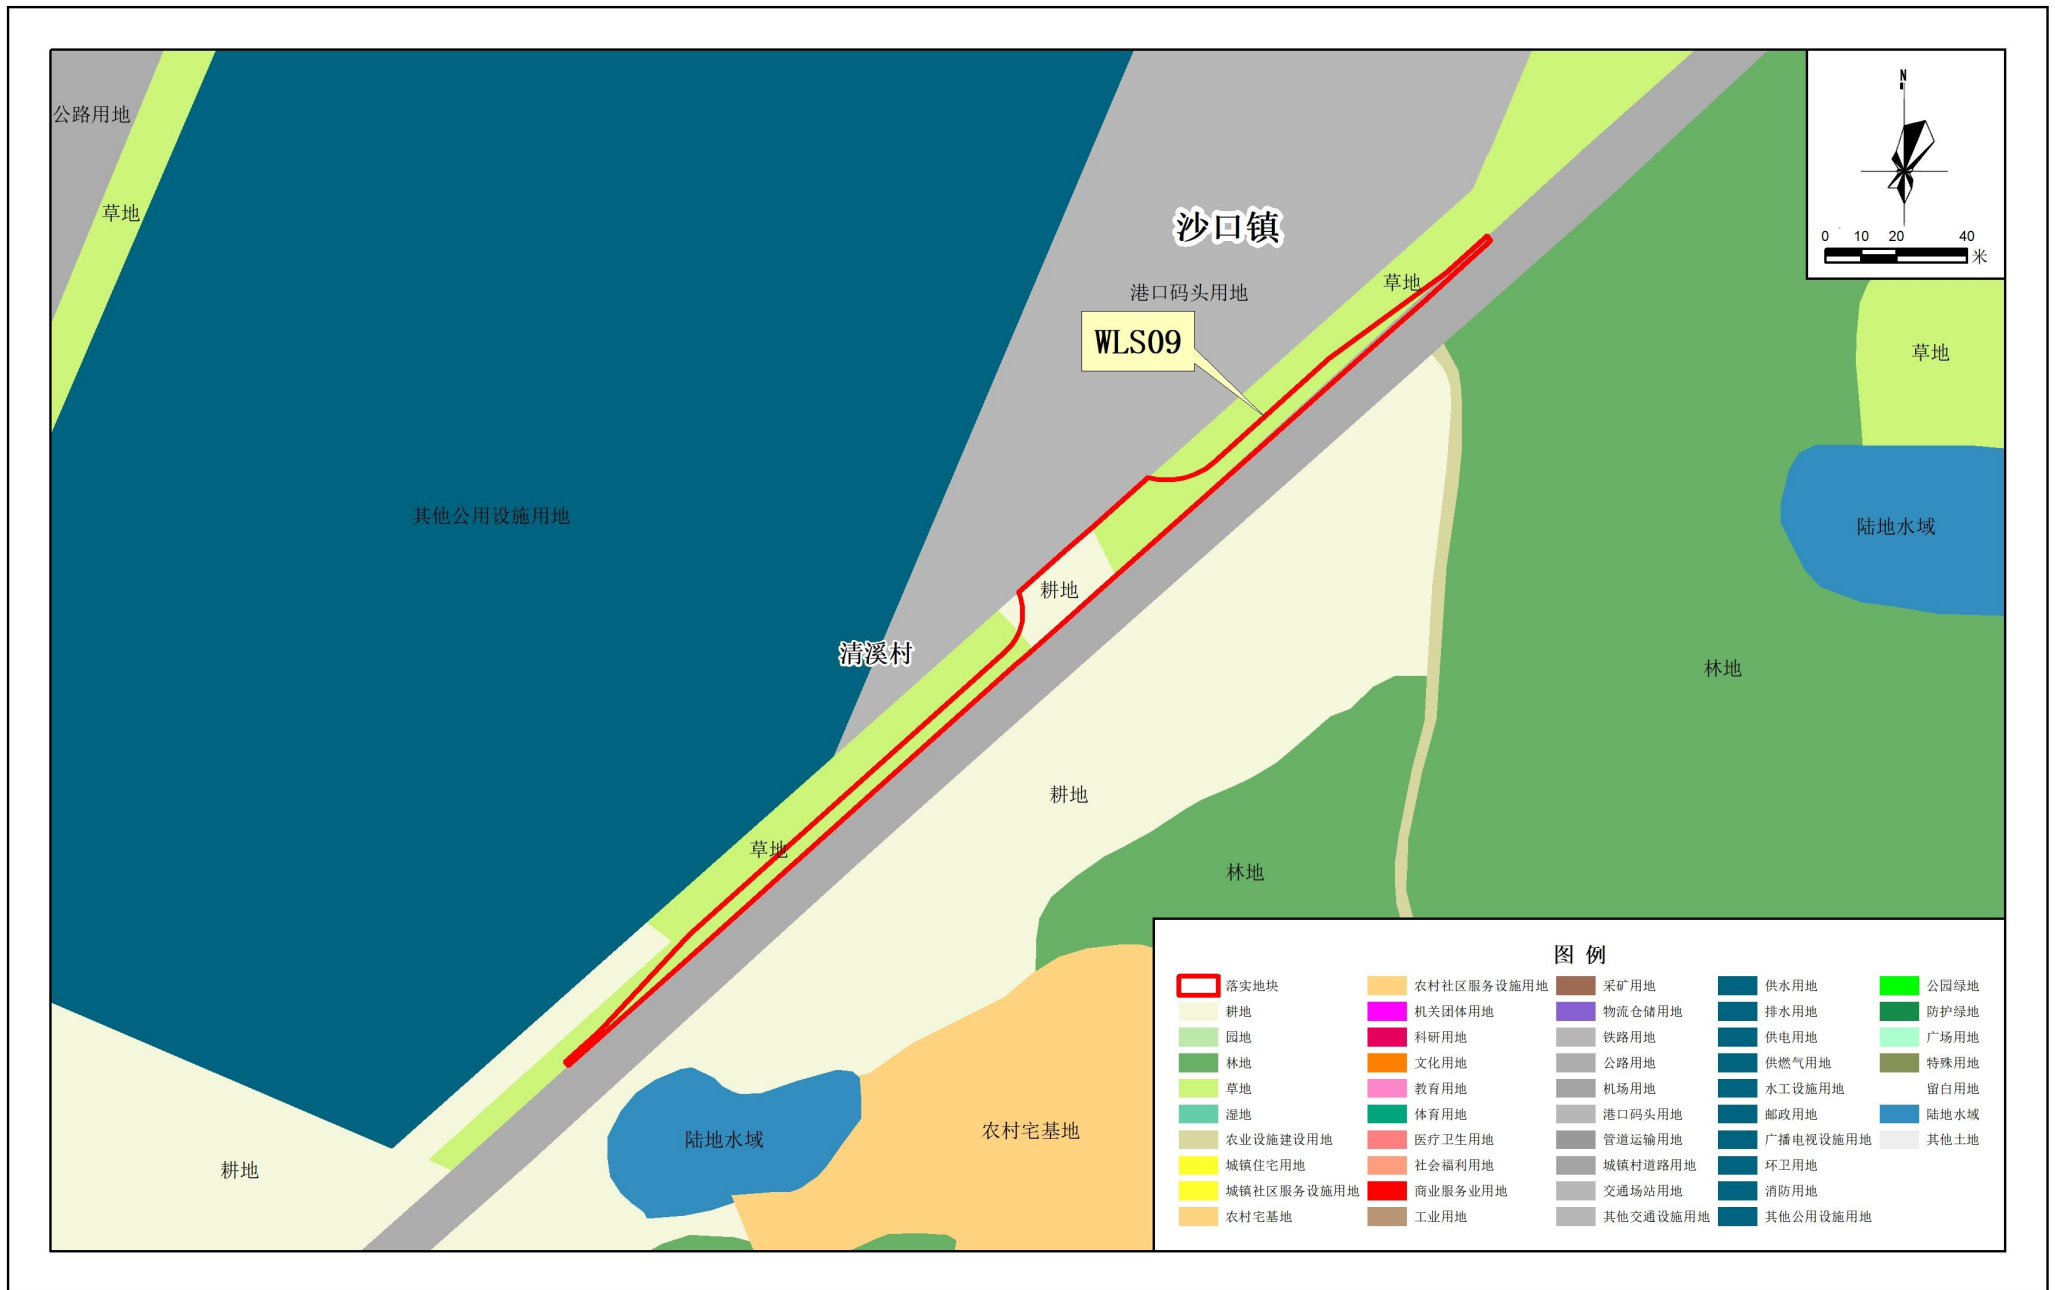 公路用地
草地
沙口镇
港口码头用地
草地
WLS09
N
0 10 20 40
米
草地
其他公用设施用地
陆地水域
耕地
清溪村
林地
耕地
草地
林地
陆地水域
农村宅基地
耕地
图 例
落实地块
耕地
园地
林地
草地
湿地
农业设施建设用地
城镇住宅用地
城镇社区服务设施用地
农村宅基地
农村社区服务设施用地
机关团体用地
科研用地
文化用地
教育用地
体育用地
医疗卫生用地
社会福利用地
商业服务业用地
工业用地
采矿用地
物流仓储用地
铁路用地
公路用地
机场用地
港口码头用地
管道运输用地
城镇村道路用地
交通场站用地
其他交通设施用地
供水用地
排水用地
供电用地
供燃气用地
水工设施用地
邮政用地
广播电视设施用地
环卫用地
消防用地
其他公用设施用地
公园绿地
防护绿地
广场用地
特殊用地
留白用地
陆地水域
其他土地